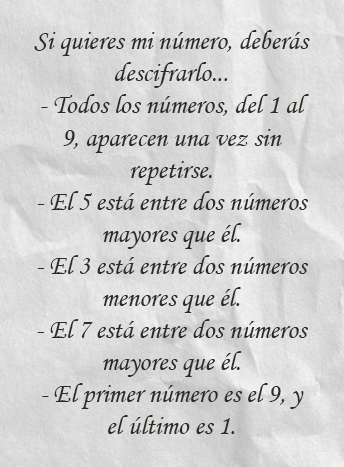 Si quieres mi número, deberás
descifrarlo...
- Todos los números, del 1 al
9, aparecen una vez sin
repetirse.
- El 5 está entre dos números
mayores que él.
- El 3 está entre dos números
menores que él.
- El 7 está entre dos números
mayores que él.
- El primer número es el 9, y
el último es 1.